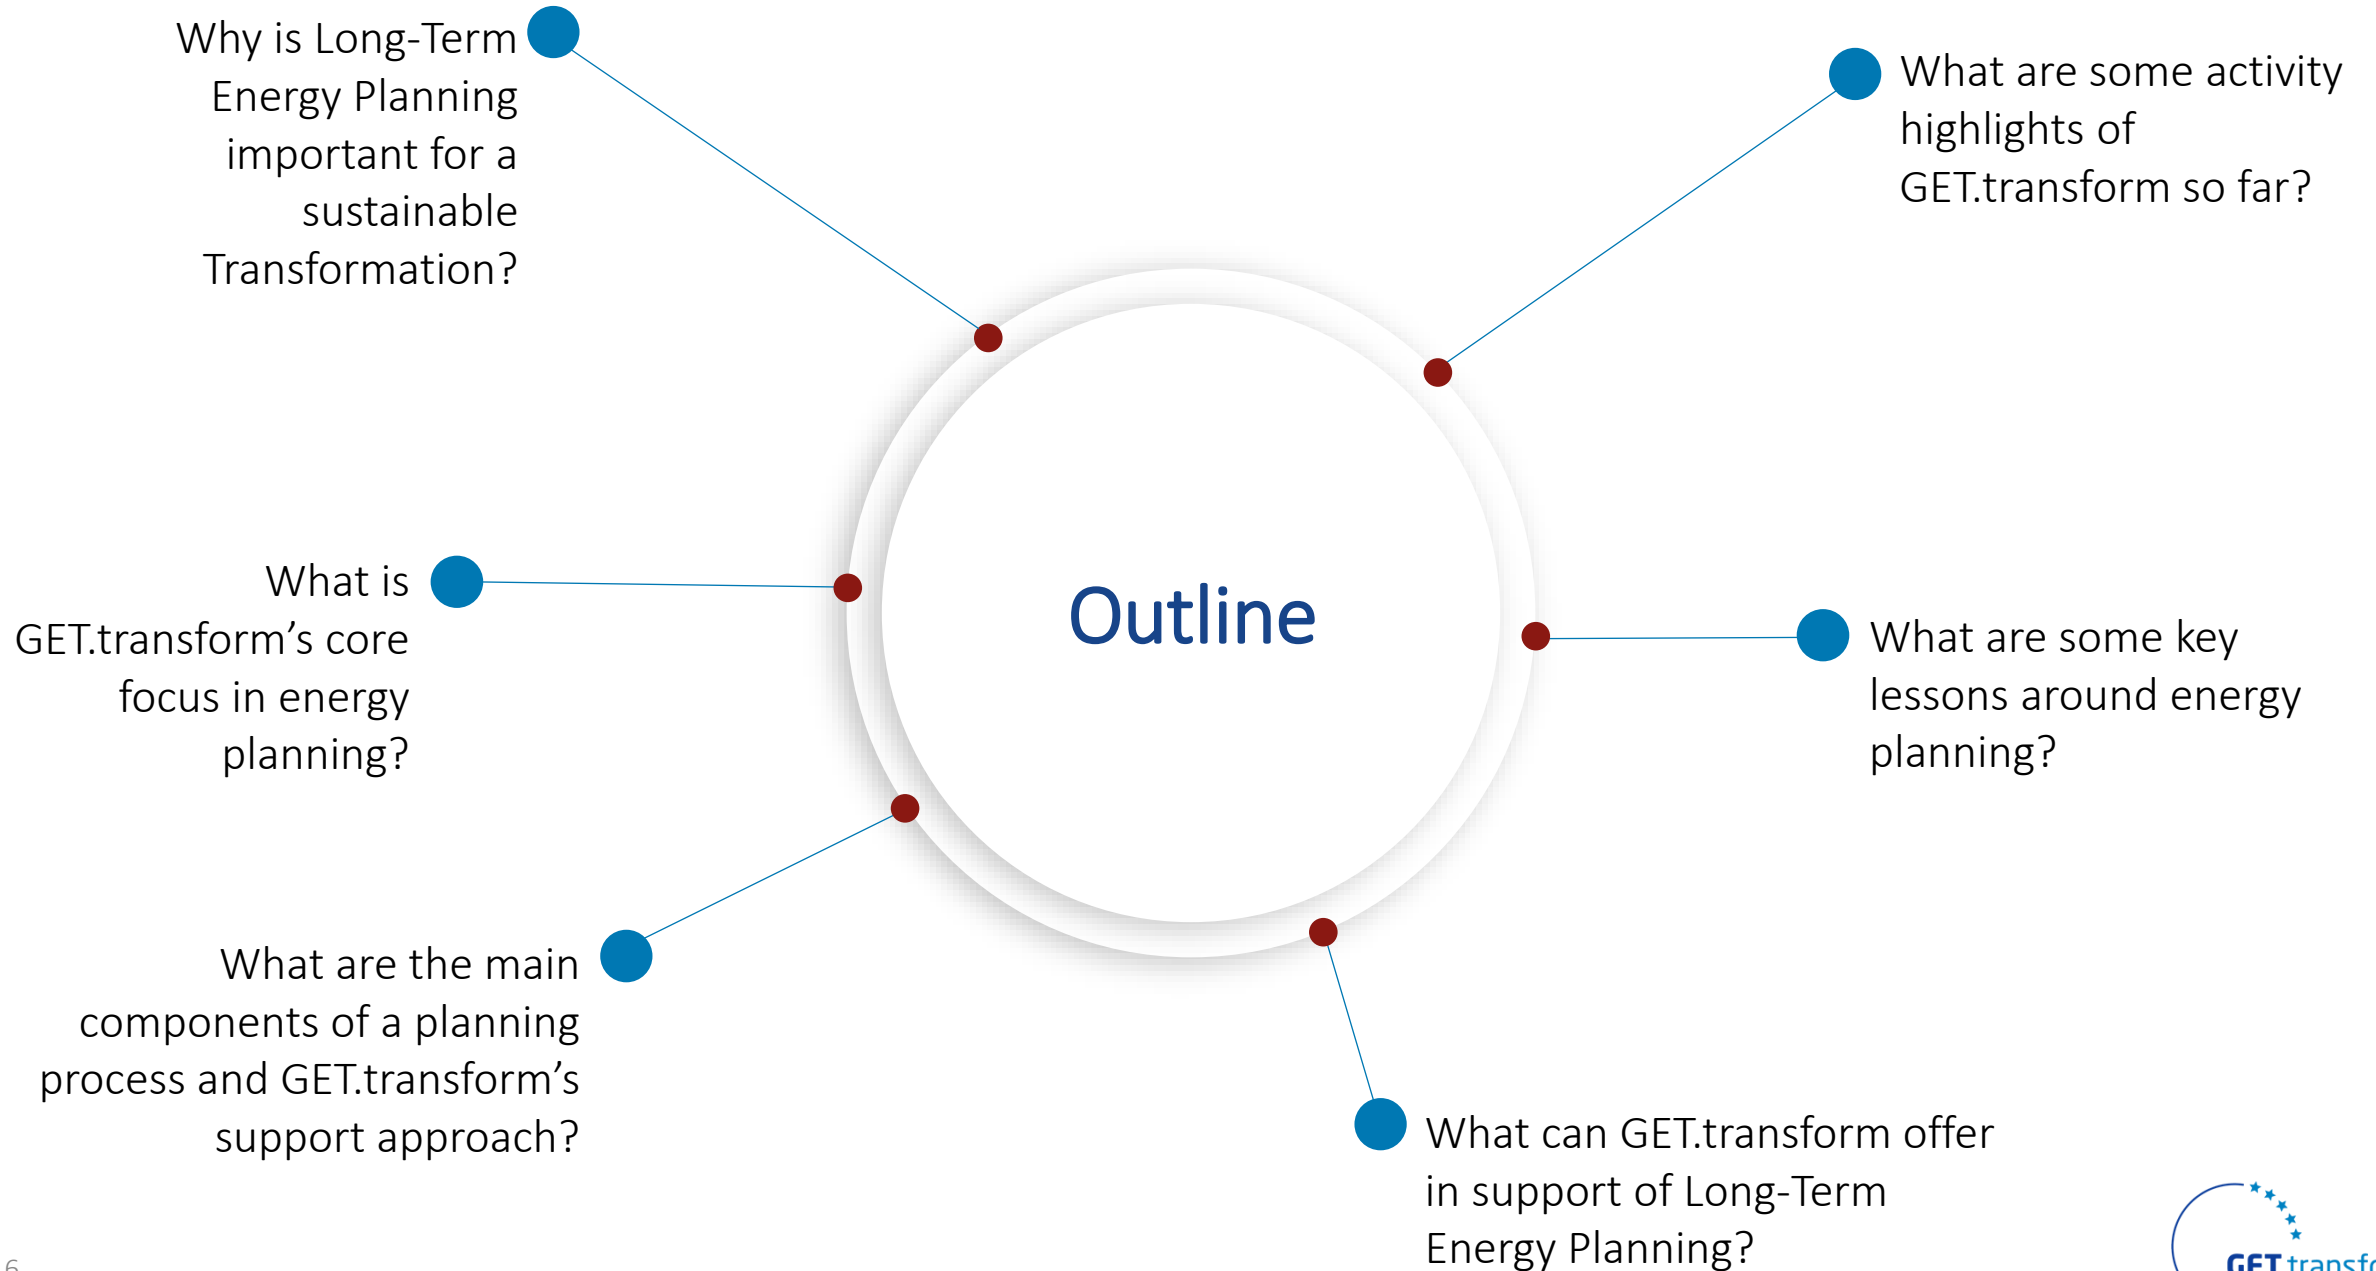 Why is Long-Term
Energy Planning
important for a
sustainable
Transformation?
What is
GET.transform’s core
focus in energy
planning?
What are the main
components of a planning
process and GET.transform’s
support approach?
Outline
What are some activity
highlights of
GET.transform so far?
What are some key
lessons around energy
planning?
What can GET.transform offer
in support of Long-Term
Energy Planning?
6
GET.transfo